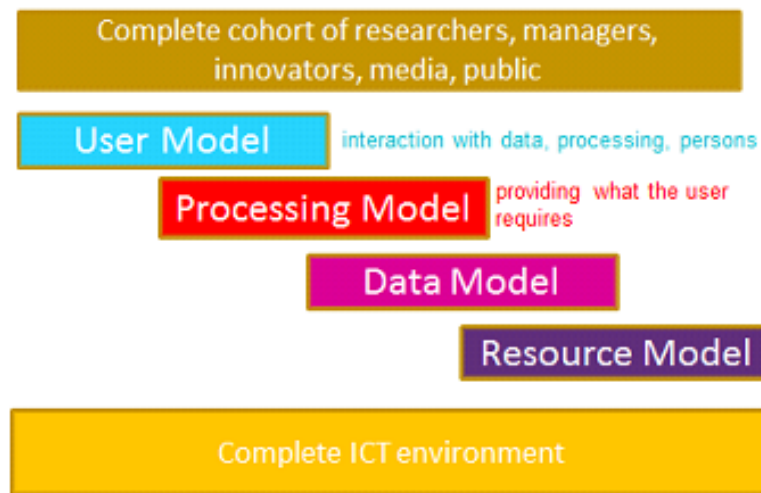 Complete cohort of researchers, managers,
innovators, media, public
User Model
interaction with data, processing, persons
Processing Model
providing what the user
requires
Data Model
Resource Model
Complete ICT environment